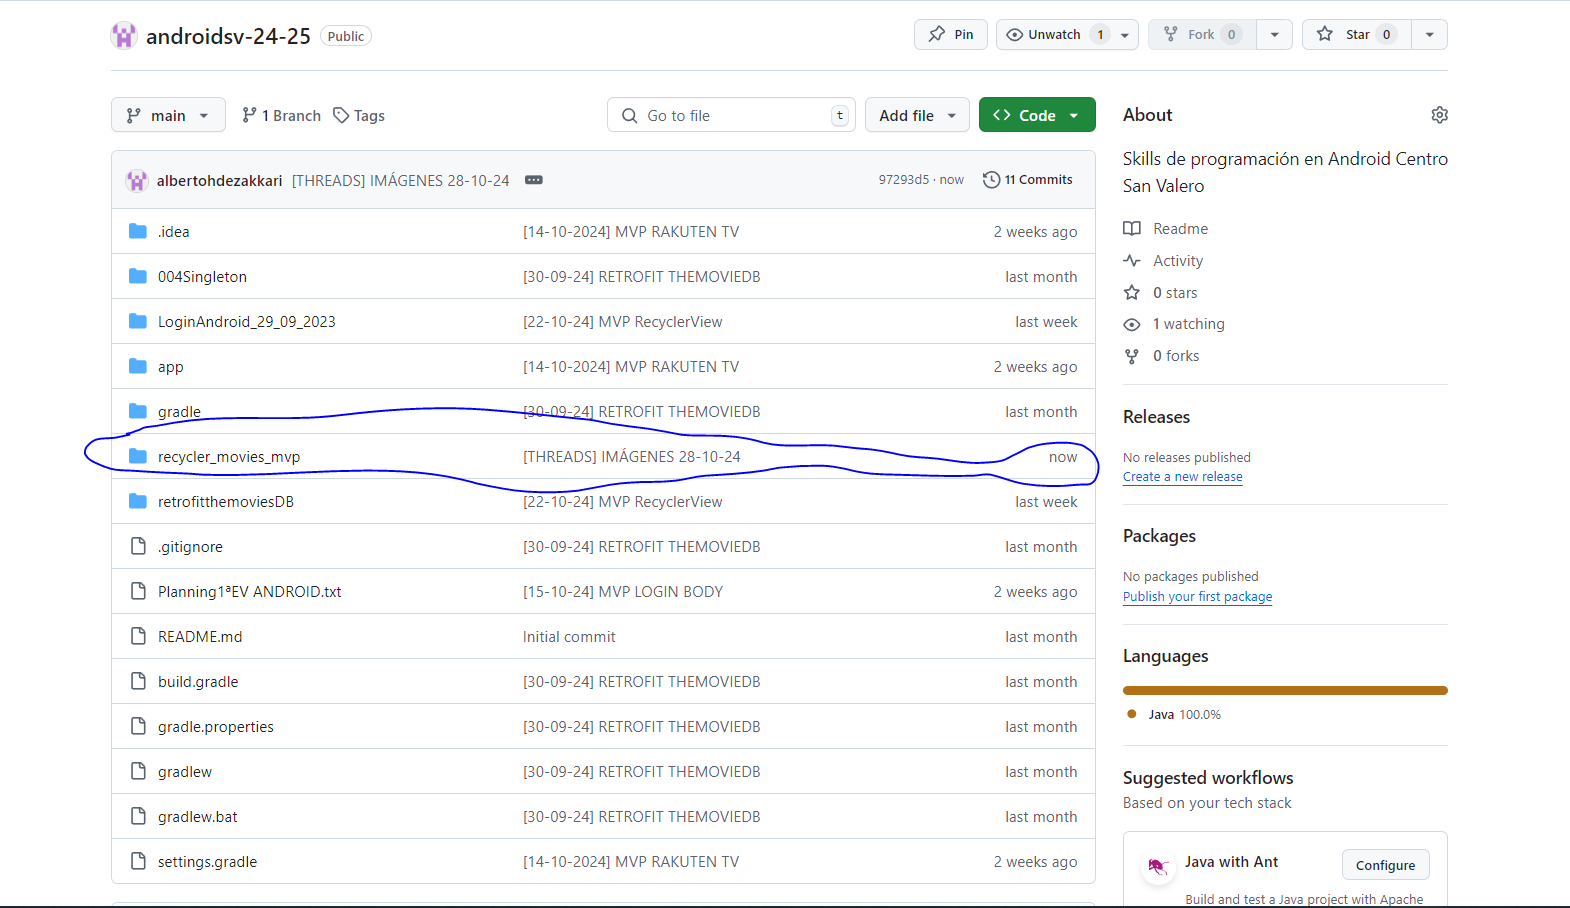 androidsv-24-25 Public Pin Unwatch 1 Fork 0 Star 0
main 1 Branch Tags Go to file t Add file Code
albertohdezakkari [THREADS] IMÁGENES 28-10-24 97293d5 · now 11 Commits
.idea [14-10-2024] MVP RAKUTEN TV 2 weeks ago
004Singleton [30-09-24] RETROFIT THEMOVIEDB last month
LoginAndroid_29_09_2023 [22-10-24] MVP RecyclerView last week
app [14-10-2024] MVP RAKUTEN TV 2 weeks ago
gradle [30-09-24] RETROFIT THEMOVIEDB last month
recycler_movies_mvp [THREADS] IMÁGENES 28-10-24 now
retrofitthemoviesDB [22-10-24] MVP RecyclerView last week
.gitignore [30-09-24] RETROFIT THEMOVIEDB last month
Planning1ªEV ANDROID.txt [15-10-24] MVP LOGIN BODY 2 weeks ago
README.md Initial commit last month
build.gradle [30-09-24] RETROFIT THEMOVIEDB last month
gradle.properties [30-09-24] RETROFIT THEMOVIEDB last month
gradlew [30-09-24] RETROFIT THEMOVIEDB last month
gradlew.bat [30-09-24] RETROFIT THEMOVIEDB last month
settings.gradle [14-10-2024] MVP RAKUTEN TV 2 weeks ago
About
Skills de programación en Android Centro
San Valero
Readme
Activity
0 stars
1 watching
0 forks
Releases
No releases published
Create a new release
Packages
No packages published
Publish your first package
Languages
Java 100.0%
Suggested workflows
Based on your tech stack
Java with Ant Configure
Build and test a Java project with Apache